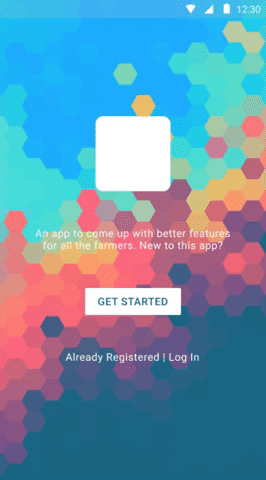 12:30
An app to come up with better features
for all the farmers. New to this app?
GET STARTED
Already Registered | Log In